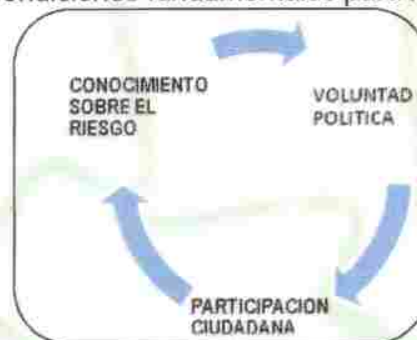 CONOCIMIENTO
SOBRE EL
RIESGO
VOLUNTAD
POLITICA
PARTICIPACION
CIUDADANA